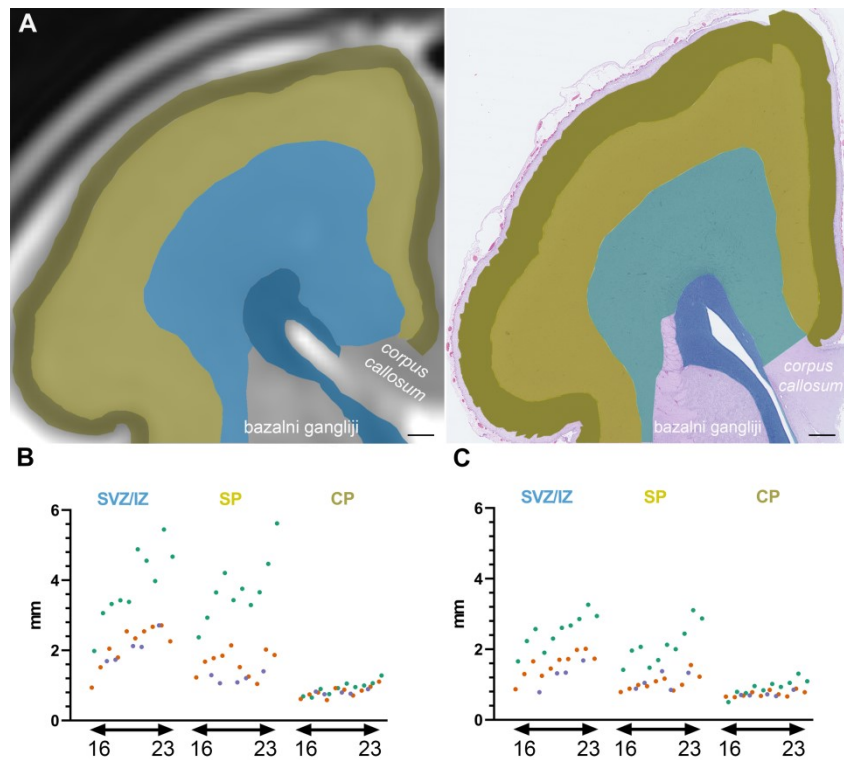 A
corpus
callosum
bazalni gangliji
corpus
callosum
bazalni gangliji
B
SVZ/IZ
SP
CP
6
4
2
0
mm
16
23
16
23
16
23
C
SVZ/IZ
SP
CP
6
4
2
0
mm
16
23
16
23
16
23